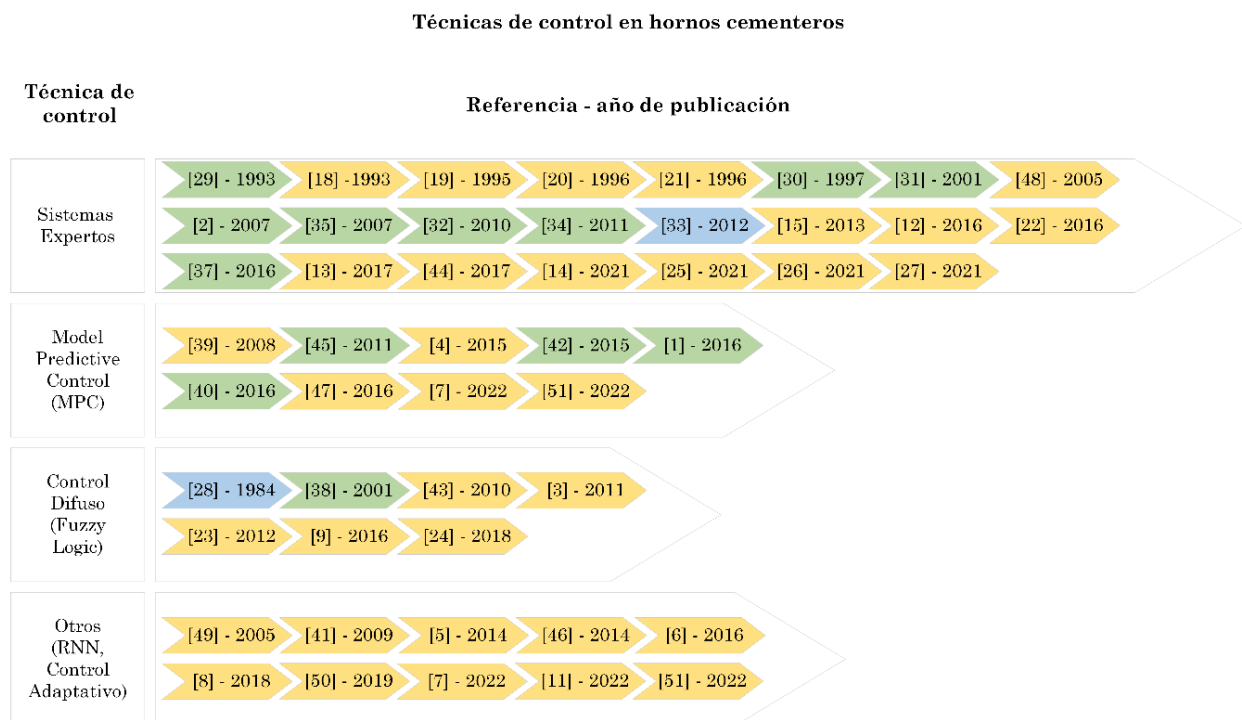 Técnicas de control en hornos cementeros
Técnica de
control
Referencia - año de publicación
Sistemas
Expertos
[29] - 1993 [18] -1993 [19] - 1995 [20] - 1996 [21] - 1996 [30] - 1997 [31] - 2001 [48] - 2005
[2] - 2007 [35] - 2007 [32] - 2010 [34] - 2011 [33] - 2012 [15] - 2013 [12] - 2016 [22] - 2016
[37] - 2016 [13] - 2017 [44] - 2017 [14] - 2021 [25] - 2021 [26] - 2021 [27] - 2021
Model
Predictive
Control
(MPC)
[39] - 2008 [45] - 2011 [4] - 2015 [42] - 2015 [1] - 2016
[40] - 2016 [47] - 2016 [7] - 2022 [51] - 2022
Control
Difuso
(Fuzzy
Logic)
[28] - 1984 [38] - 2001 [43] - 2010 [3] - 2011
[23] - 2012 [9] - 2016 [24] - 2018
Otros
(RNN,
Control
Adaptativo)
[49] - 2005 [41] - 2009 [5] - 2014 [46] - 2014 [6] - 2016
[8] - 2018 [50] - 2019 [7] - 2022 [11] - 2022 [51] - 2022